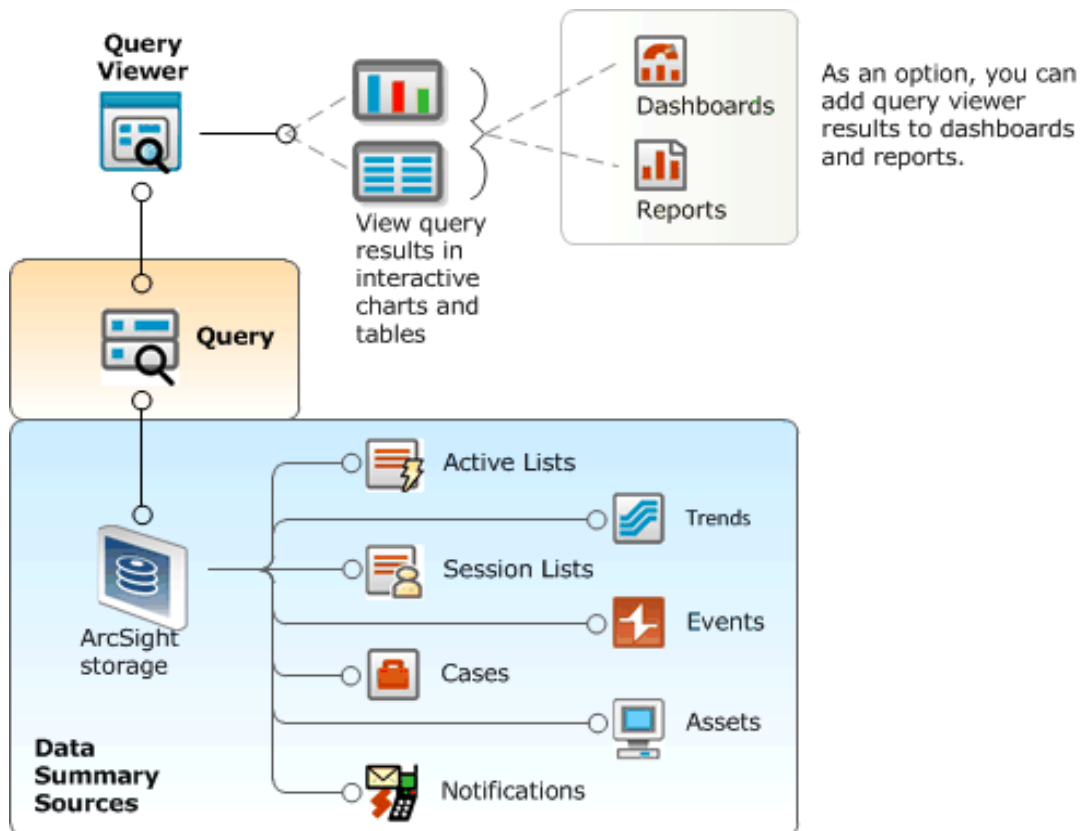 Query
Viewer
Dashboards
Reports
As an option, you can
add query viewer
results to dashboards
and reports.
View query
results in
interactive
charts and
tables
Query
Active Lists
Trends
Session Lists
Events
ArcSight
storage
Cases
Assets
Data
Summary
Sources
Notifications